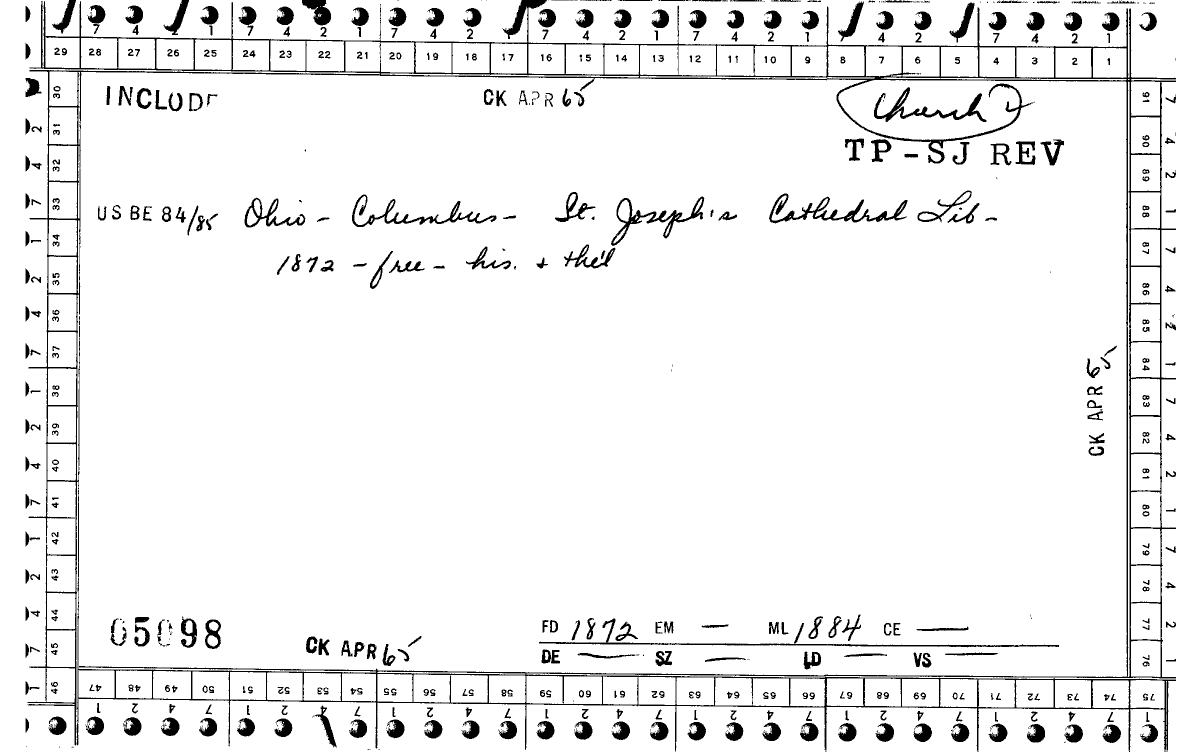 7 4 2 1 7 4 2 1 7 4 2 1 7 4 2 1 7 4 2 1 7 4 2 1 7 4 2 1
29 28 27 26 25 24 23 22 21 20 19 18 17 16 15 14 13 12 11 10 9 8 7 6 5 4 3 2 1
INCLUDE CK APR 65 Church
TP-SJ REV
US BE 84/85 Ohio - Columbus - St. Joseph's Cathedral Lib -
1872 - free - his. + the'l
30 31 32 33 34 35 36 37 38 39 40 41 42 43 44 45 46
91 90 89 88 87 86 85 84 83 82 81 80 79 78 77 76
CK APR 65
05098 CK APR 65
FD 1872 EM — ML 1884 CE —
DE — SZ — LD — VS —
47 48 49 50 51 52 53 54 55 56 57 58 59 60 61 62 63 64 65 66 67 68 69 70 71 72 73 74 75
1 2 4 7 1 2 4 7 1 2 4 7 1 2 4 7 1 2 4 7 1 2 4 7 1 2 4 7 1